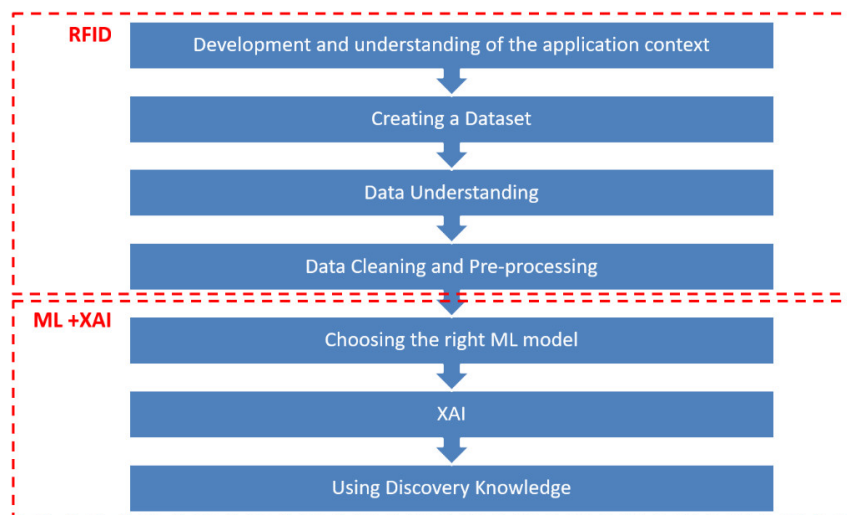 RFID
Development and understanding of the application context
Creating a Dataset
Data Understanding
Data Cleaning and Pre-processing
ML +XAI
Choosing the right ML model
XAI
Using Discovery Knowledge